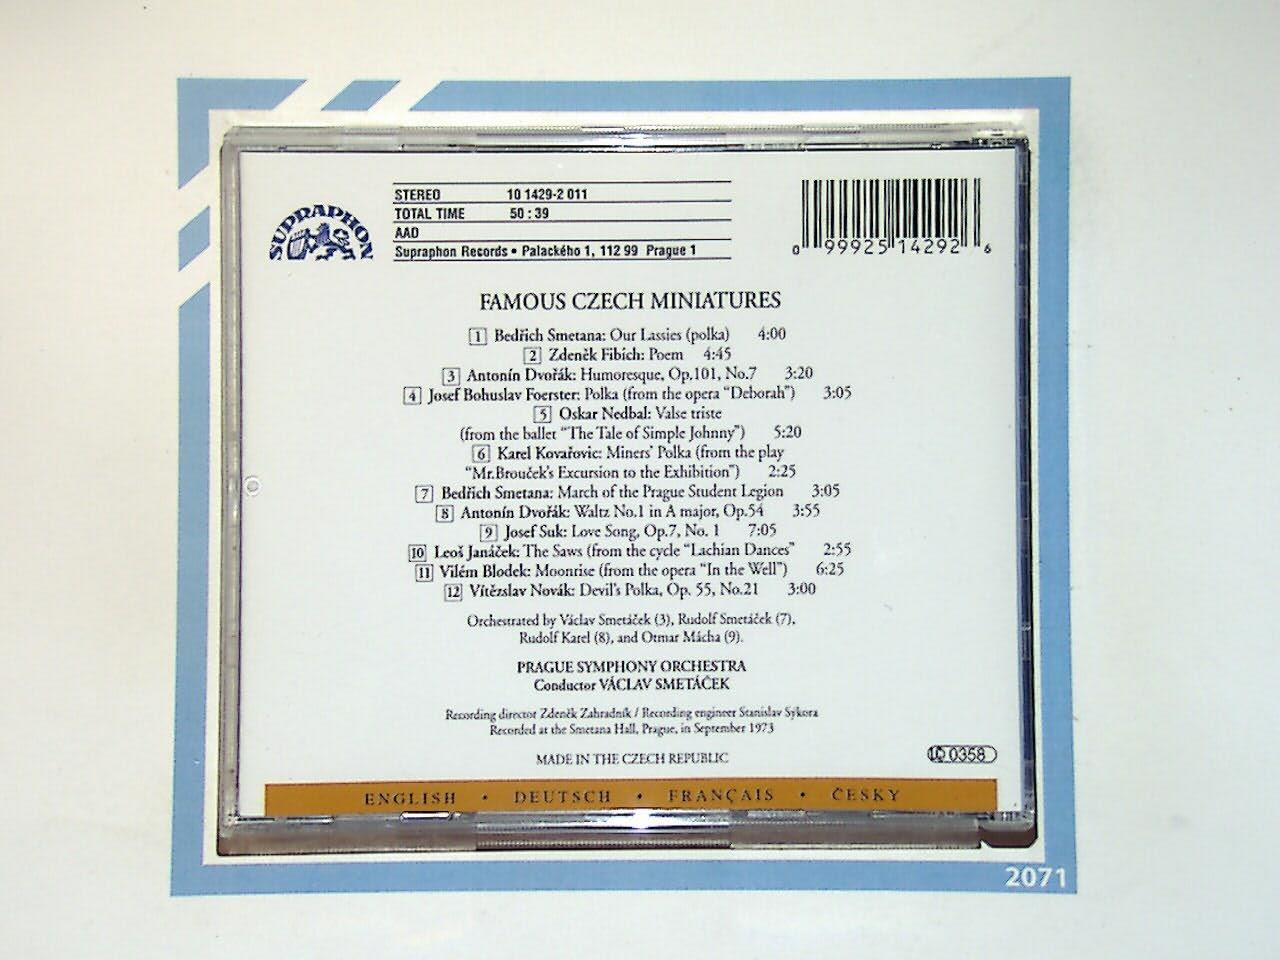 SUPRAPHON
STEREO 10 1429-2 011
TOTAL TIME 50 : 39
AAD
Supraphon Records • Palackého 1, 112 99 Prague 1
0 99925 14292 6
FAMOUS CZECH MINIATURES
1 Bedřich Smetana: Our Lassies (polka) 4:00
2 Zdeněk Fibich: Poem 4:45
3 Antonín Dvořák: Humoresque, Op.101, No.7 3:20
4 Josef Bohuslav Foerster: Polka (from the opera "Deborah") 3:05
5 Oskar Nedbal: Valse triste
(from the ballet "The Tale of Simple Johnny") 5:20
6 Karel Kovařovic: Miners' Polka (from the play
"Mr.Brouček's Excursion to the Exhibition") 2:25
7 Bedřich Smetana: March of the Prague Student Legion 3:05
8 Antonín Dvořák: Waltz No.1 in A major, Op.54 3:55
9 Josef Suk: Love Song, Op.7, No. 1 7:05
10 Leoš Janáček: The Saws (from the cycle "Lachian Dances" 2:55
11 Vilém Blodek: Moonrise (from the opera "In the Well") 6:25
12 Vítězslav Novák: Devil's Polka, Op. 55, No.21 3:00
Orchestrated by Václav Smetáček (3), Rudolf Smetáček (7),
Rudolf Karel (8), and Otmar Mácha (9).
PRAGUE SYMPHONY ORCHESTRA
Conductor VÁCLAV SMETÁČEK
Recording director Zdeněk Zahradník / Recording engineer Stanislav Sýkora
Recorded at the Smetana Hall, Prague, in September 1973
MADE IN THE CZECH REPUBLIC
LC 0358
ENGLISH • DEUTSCH • FRANÇAIS • ČESKY
2071